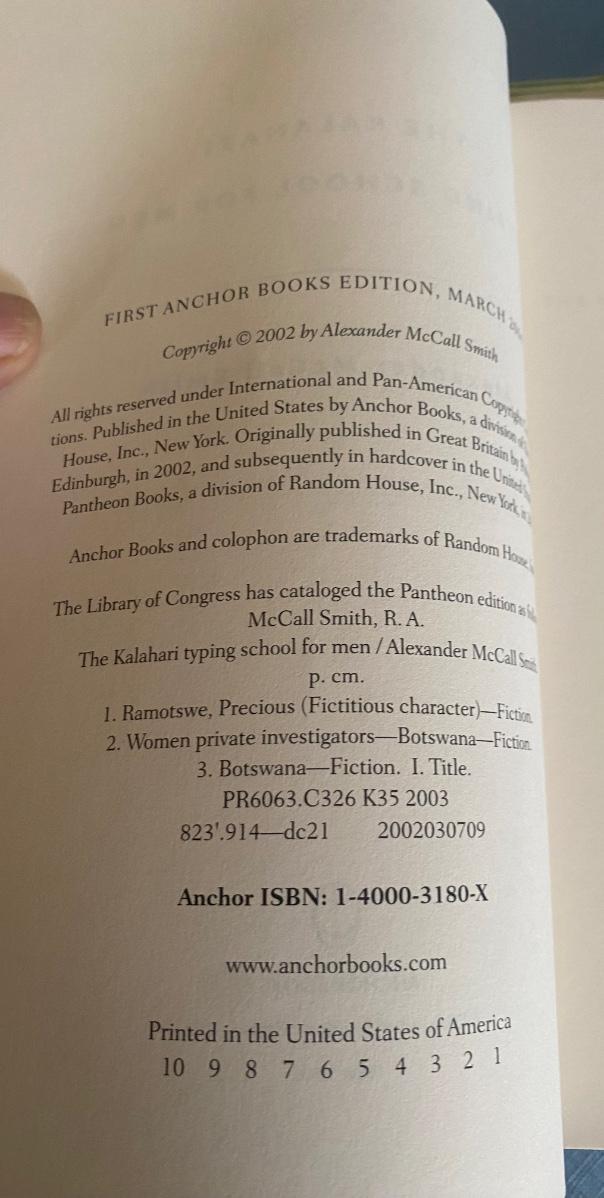 FIRST ANCHOR BOOKS EDITION, MARCH
Copyright © 2002 by Alexander McCall Smith
All rights reserved under International and Pan-American Copyright
tions. Published in the United States by Anchor Books, a division of
House, Inc., New York. Originally published in Great Britain by
Edinburgh, in 2002, and subsequently in hardcover in the United
Pantheon Books, a division of Random House, Inc., New York, in
Anchor Books and colophon are trademarks of Random House,
The Library of Congress has cataloged the Pantheon edition as
McCall Smith, R. A.
The Kalahari typing school for men / Alexander McCall Smith
p. cm.
1. Ramotswe, Precious (Fictitious character)—Fiction.
2. Women private investigators—Botswana—Fiction.
3. Botswana—Fiction. I. Title.
PR6063.C326 K35 2003
823'.914—dc21 2002030709
Anchor ISBN: 1-4000-3180-X
www.anchorbooks.com
Printed in the United States of America
10 9 8 7 6 5 4 3 2 1